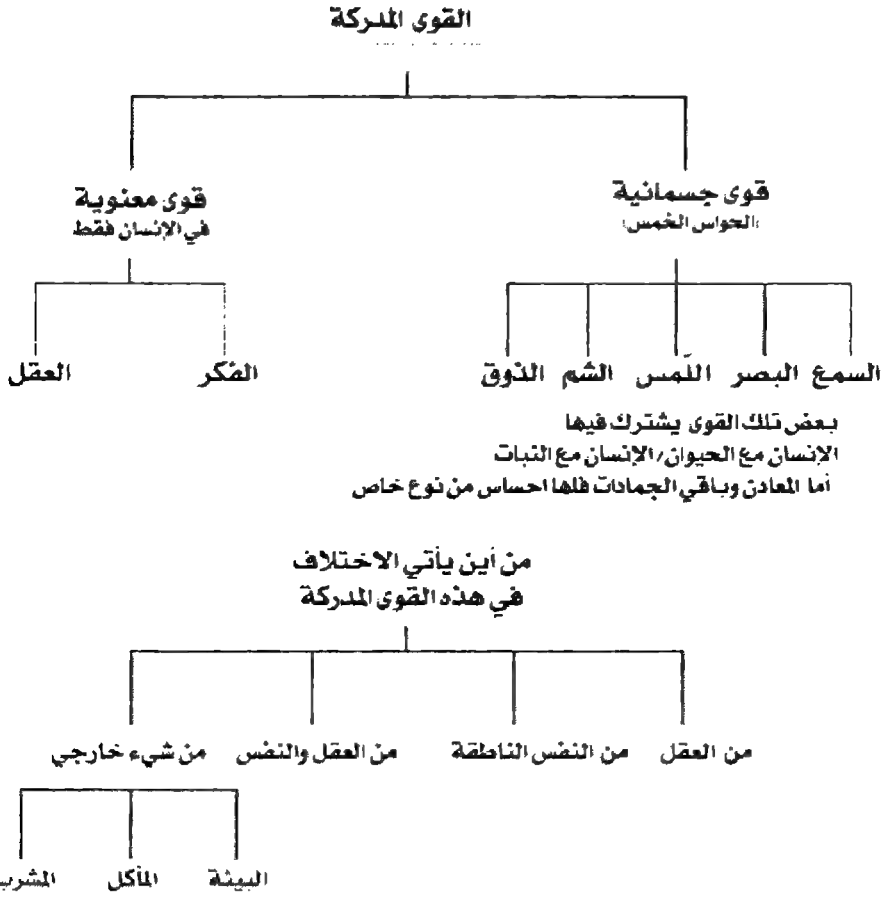 القوى المدركة
قوى جسمانية
(الحواس الخمس)
قوى معنوية
في الإنسان فقط
السمع البصر اللّمس الشم الذوق
الفكر العقل
بعض تلك القوى يشترك فيها
الإنسان مع الحيوان/الإنسان مع النبات
أما المعادن وباقي الجمادات فلها احساس من نوع خاص
من أين يأتي الاختلاف
في هذه القوى المدركة
من العقل من النفس الناطقة من العقل والنفس من شيء خارجي
البيئة المأكل المشرب